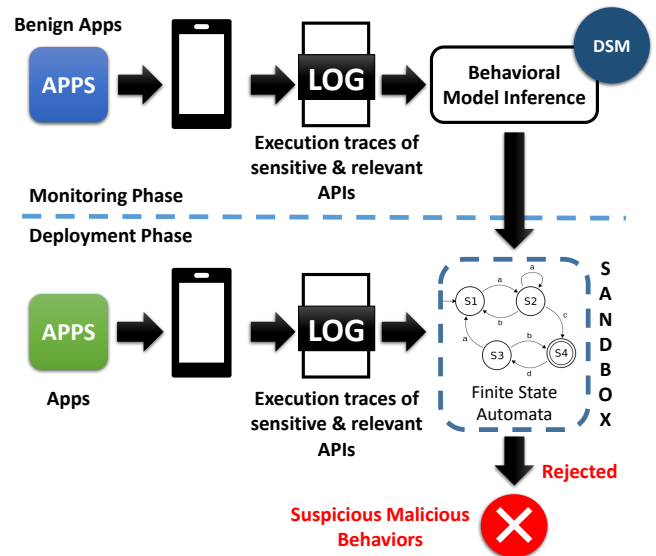 Benign Apps
APPS
LOG
Behavioral
Model Inference
DSM
Execution traces of
sensitive & relevant
APIs
Monitoring Phase
Deployment Phase
APPS
Apps
LOG
Execution traces of
sensitive & relevant
APIs
S1
a
a
S2
b
c
a
S3
b
S4
d
Finite State
Automata
SANDBOX
Rejected
Suspicious Malicious
Behaviors